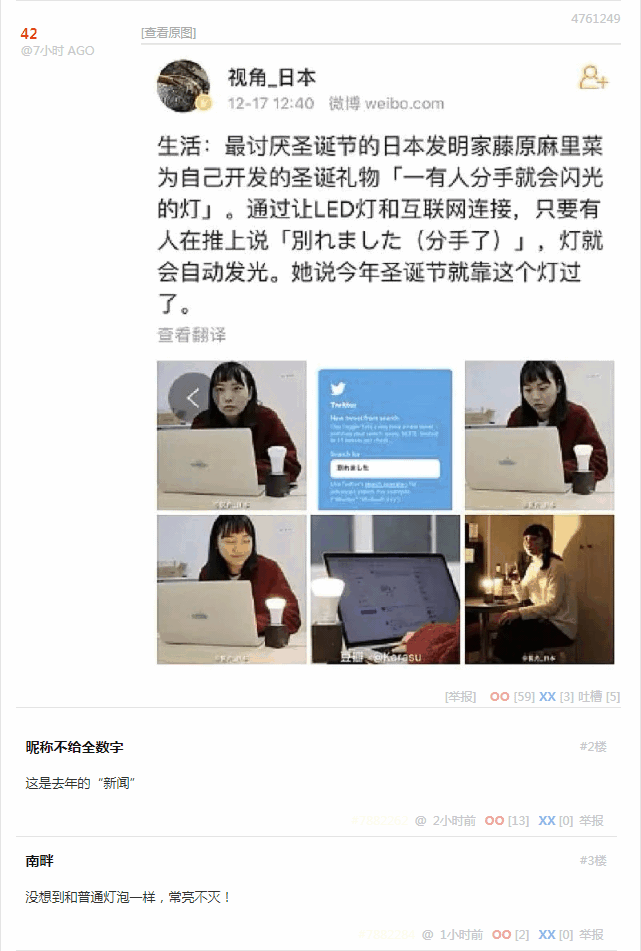 42
4761249
@7小时 AGO
[查看原图]
视角_日本
12-17 12:40 微博 weibo.com
生活：最讨厌圣诞节的日本发明家藤原麻里菜
为自己开发的圣诞礼物「一有人分手就会闪光
的灯」。通过让LED灯和互联网连接，只要有
人在推上说「別れました（分手了）」，灯就
会自动发光。她说今年圣诞节就靠这个灯过
了。
查看翻译
Twitter
New tweet from search
Search for
別れました
豆瓣 @Korasu
[举报] OO [59] XX [3] 吐槽 [5]
昵称不给全数字
#2楼
这是去年的“新闻”
@ 2小时前 OO [13] XX [0] 举报
南畔
#3楼
没想到和普通灯泡一样，常亮不灭！
@ 1小时前 OO [2] XX [0] 举报